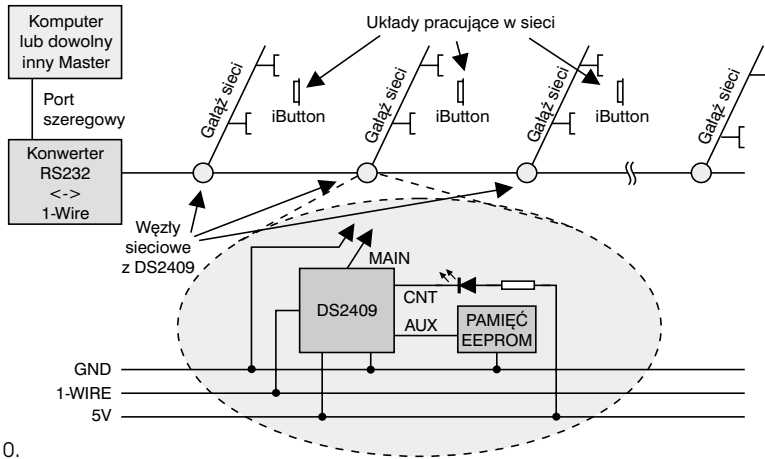 Komputer
lub dowolny
inny Master
Układy pracujące w sieci
Port
szeregowy
Gałąź sieci
iButton
Gałąź sieci
iButton
Gałąź sieci
iButton
Gałąź sieci
Konwerter
RS232
<->
1-Wire
Węzły
sieciowe
z DS2409
MAIN
DS2409
CNT
AUX
PAMIĘĆ
EEPROM
GND
1-WIRE
5V
0.